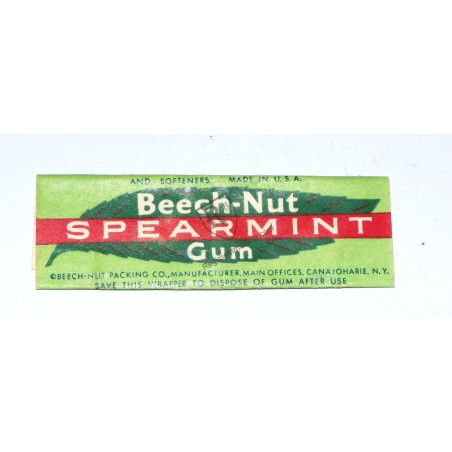 AND SOFTENERS MADE IN U.S.A.
Beech-Nut
SPEARMINT
Gum
©BEECH-NUT PACKING CO., MANUFACTURER, MAIN OFFICES, CANAJOHARIE, N.Y.
SAVE THIS WRAPPER TO DISPOSE OF GUM AFTER USE